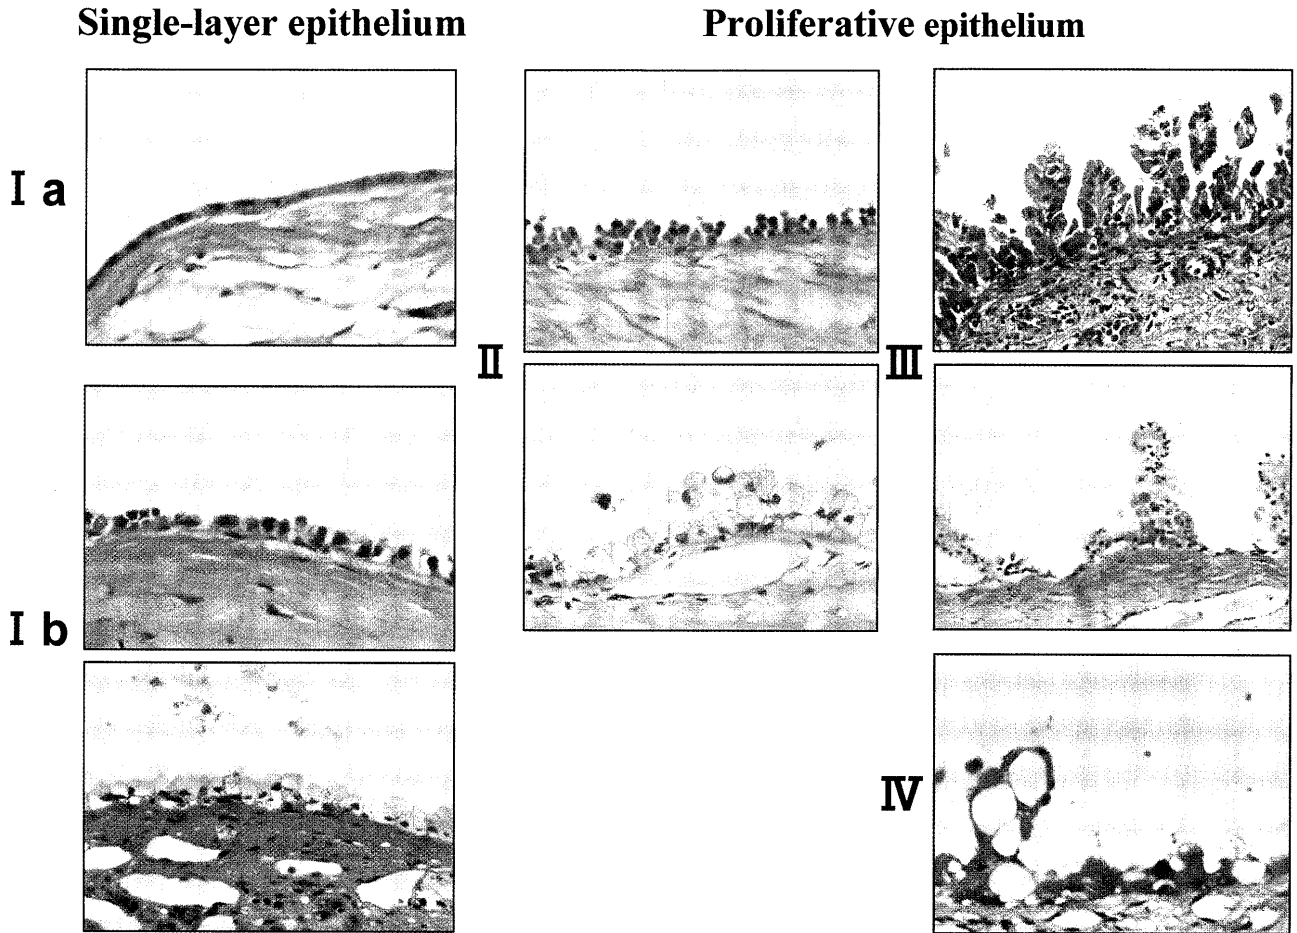 Single-layer epithelium
Proliferative epithelium
Ⅰ a
Ⅱ
Ⅲ
Ⅰ b
Ⅳ